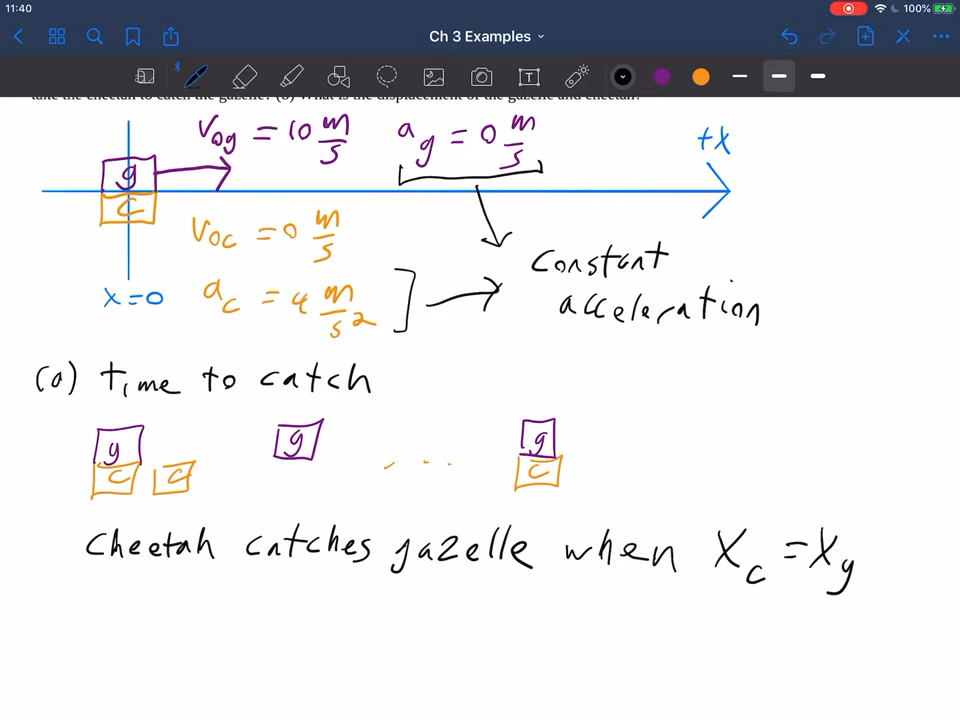 11:40
100%
Ch 3 Examples
T
take the cheetah to catch the gazelle? (b) What is the displacement of the gazelle and cheetah?
v0g = 10 m/s
ag = 0 m/s
+x
g
c
v0c = 0 m/s
x=0
ac = 4 m/s2
constant
acceleration
(a) time to catch
g g g
c c ... c
cheetah catches gazelle when Xc = Xg